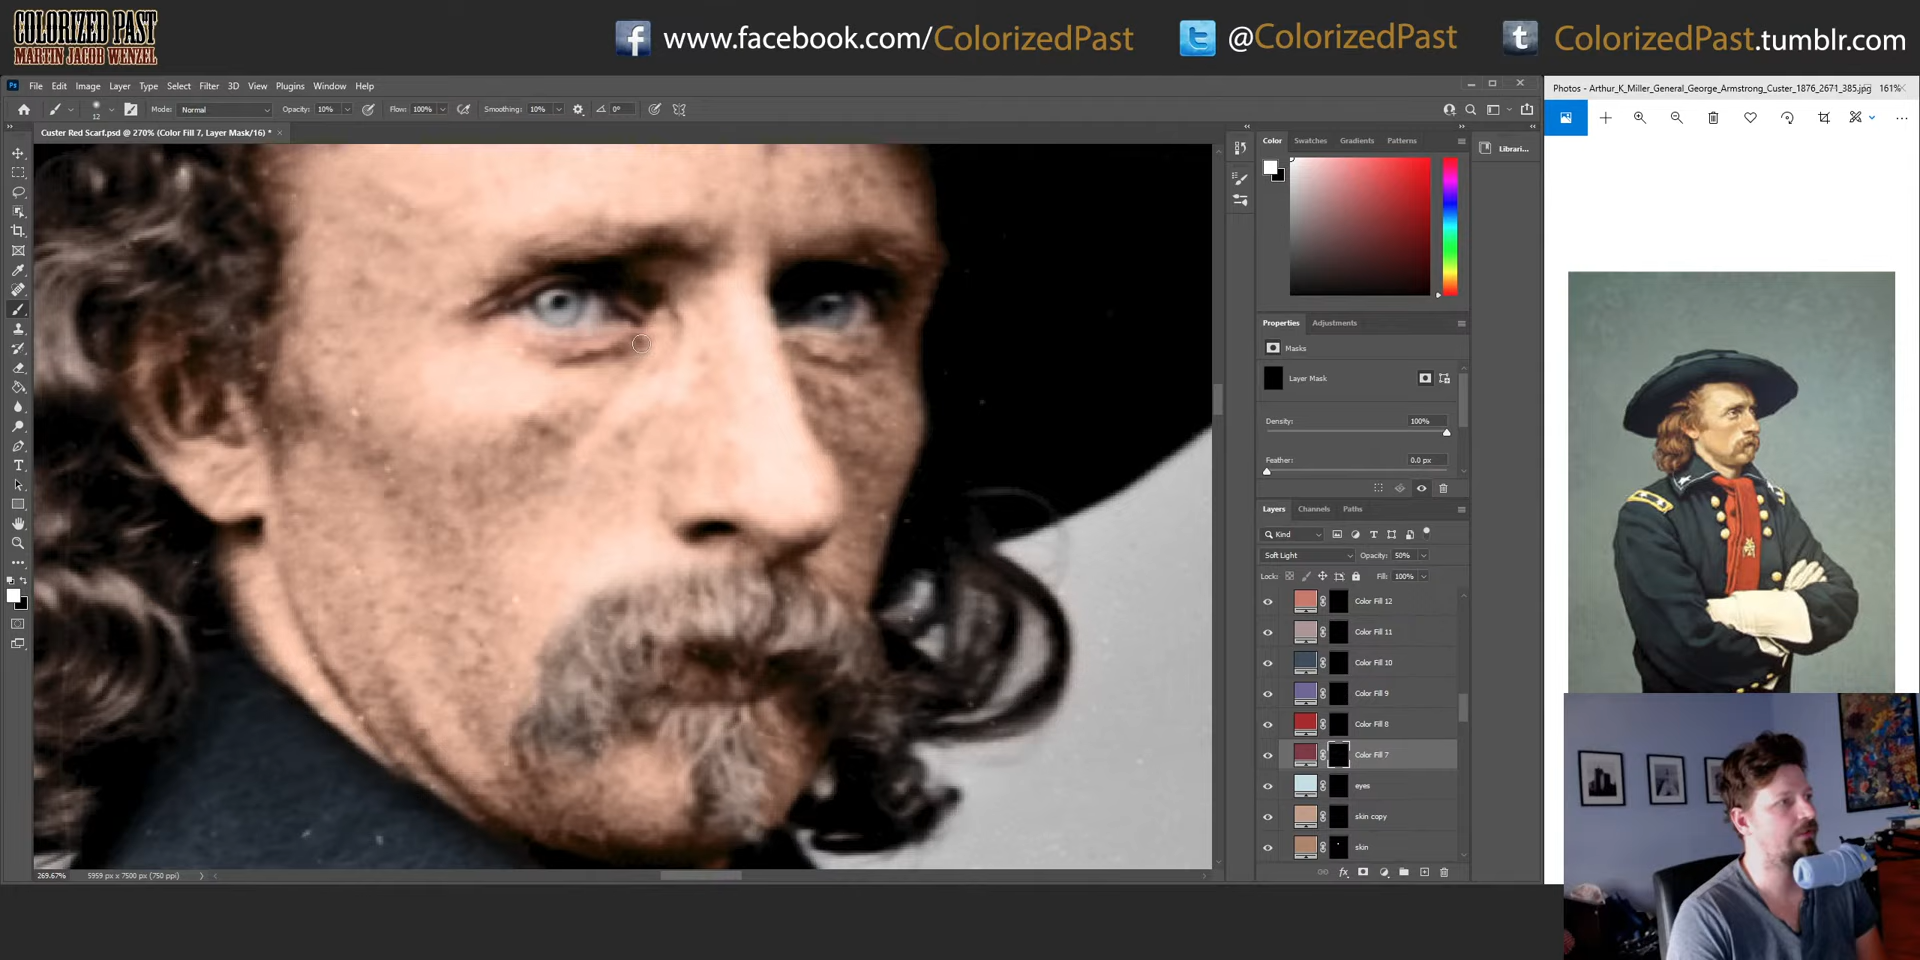 COLORIZED PAST
MARTIN JACOB WENZEL
www.facebook.com/ColorizedPast
@ColorizedPast
ColorizedPast.tumblr.com
File Edit Image Layer Type Select Filter 3D View Plugins Window Help
Photos - Arthur_K_Miller_General_George_Armstrong_Custer_1876_2671_385.jpg 161%
12
Mode: Normal Opacity: 10% Flow: 100% Smoothing: 10% 0°
Custer Red Scarf.psd @ 270% (Color Fill 7, Layer Mask/16) *
Color Swatches Gradients Patterns
Librari...
Properties Adjustments
Masks
Layer Mask
Density: 100%
Feather: 0.0 px
Layers Channels Paths
Kind
Soft Light Opacity: 50%
Lock: Fill: 100%
Color Fill 12
Color Fill 11
Color Fill 10
Color Fill 9
Color Fill 8
Color Fill 7
eyes
skin copy
skin
269.67% 5959 px x 7500 px (750 ppi)